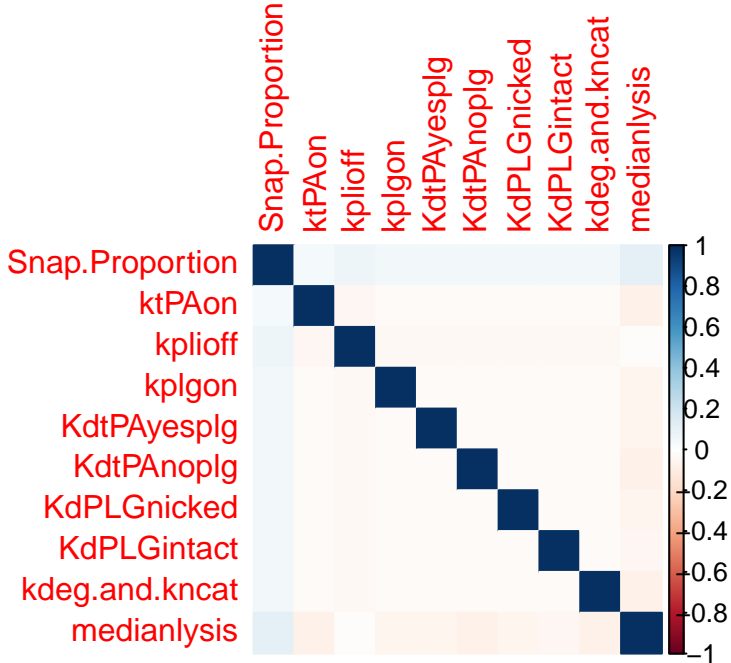 Snap.Proportion
ktPAon
kplioff
kplgon
KdtPAyesplg
KdtPAnoplg
KdPLGnicked
KdPLGintact
kdeg.and.kncat
medianlysis
Snap.Proportion
ktPAon
kplioff
kplgon
KdtPAyesplg
KdtPAnoplg
KdPLGnicked
KdPLGintact
kdeg.and.kncat
medianlysis
1
0.8
0.6
0.4
0.2
0
−0.2
−0.4
−0.6
−0.8
−1